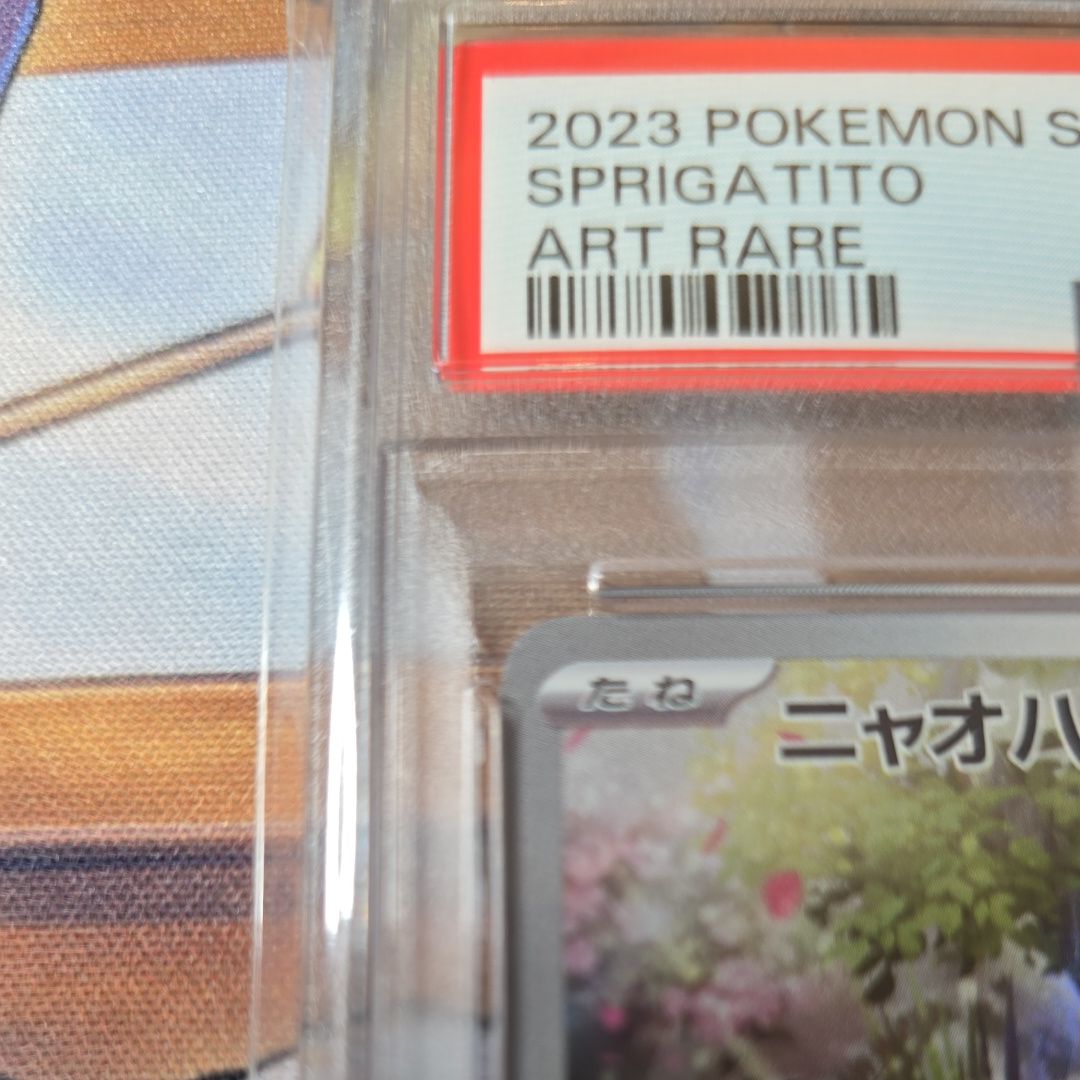 2023 POKEMON S
SPRIGATITO
ART RARE
たね
ニャオハ